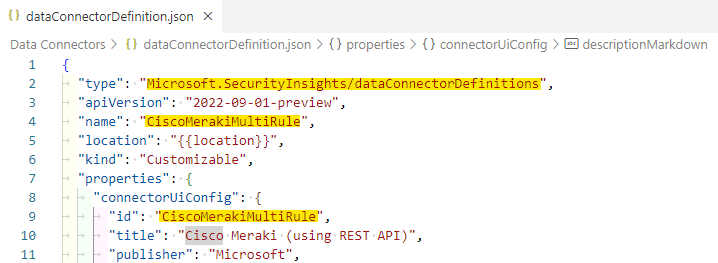 {} dataConnectorDefinition.json ×
Data Connectors > {} dataConnectorDefinition.json > {} properties > {} connectorUiConfig > abc descriptionMarkdown
1 {
2 "type": "Microsoft.SecurityInsights/dataConnectorDefinitions",
3 "apiVersion": "2022-09-01-preview",
4 "name": "CiscoMerakiMultiRule",
5 "location": "{{location}}",
6 "kind": "Customizable",
7 "properties": {
8 "connectorUiConfig": {
9 "id": "CiscoMerakiMultiRule",
10 "title": "Cisco Meraki (using REST API)",
11 "publisher": "Microsoft",